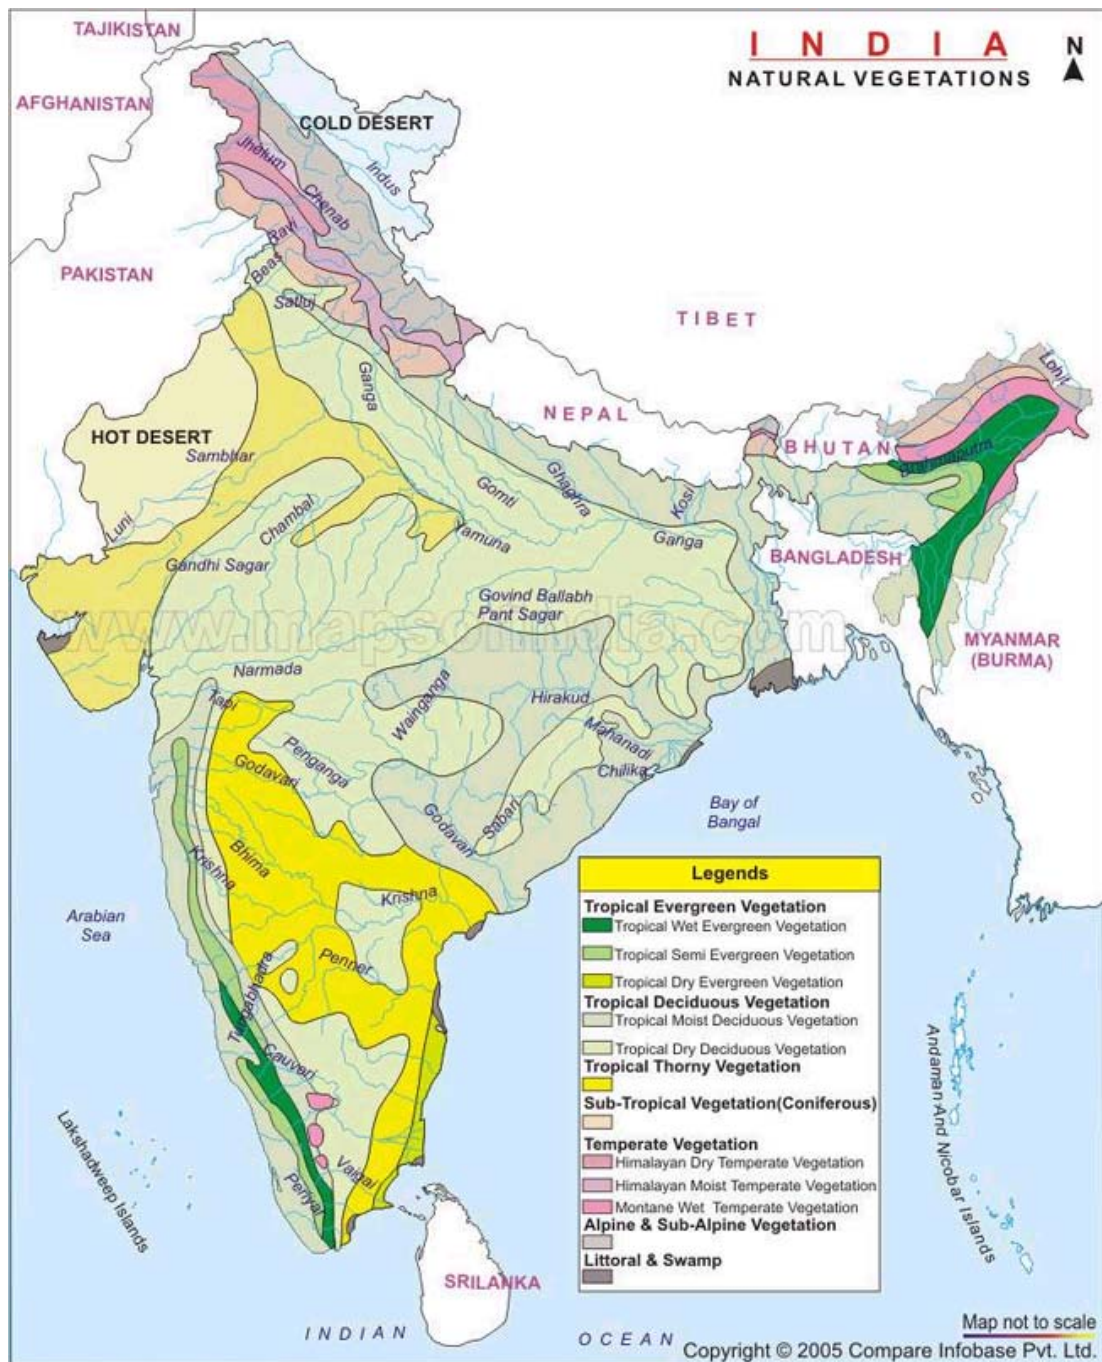 TAJIKISTAN
I N D I A
NATURAL VEGETATIONS
N
AFGHANISTAN
COLD DESERT
Jhelum
Indus
Chenab
Ravi
PAKISTAN
Beas
Satluj
TIBET
Lohit
Ganga
NEPAL
BHUTAN
HOT DESERT
Sambhar
Brahmaputra
Ghaghra
Gomti
Kosi
Luni
Chambal
Yamuna
Ganga
BANGLADESH
Gandhi Sagar
Govind Ballabh
Pant Sagar
www.mapsofindia.com
MYANMAR
(BURMA)
Narmada
Tapi
Wainganga
Hirakud
Mahanadi
Penganga
Godavari
Chilika
Sabari
Godavari
Bay of
Bangal
Bhima
Krishna
Krishna
Arabian
Sea
Pennet
Tungabhadra
Cauvari
Vaigai
Periyal
Lakshadweep Islands
Andaman And Nicobar Islands
SRILANKA
Legends
Tropical Evergreen Vegetation
Tropical Wet Evergreen Vegetation
Tropical Semi Evergreen Vegetation
Tropical Dry Evergreen Vegetation
Tropical Deciduous Vegetation
Tropical Moist Deciduous Vegetation
Tropical Dry Deciduous Vegetation
Tropical Thorny Vegetation
Sub-Tropical Vegetation(Coniferous)
Temperate Vegetation
Himalayan Dry Temperate Vegetation
Himalayan Moist Temperate Vegetation
Montane Wet Temperate Vegetation
Alpine & Sub-Alpine Vegetation
Littoral & Swamp
INDIAN OCEAN
Map not to scale
Copyright © 2005 Compare Infobase Pvt. Ltd.